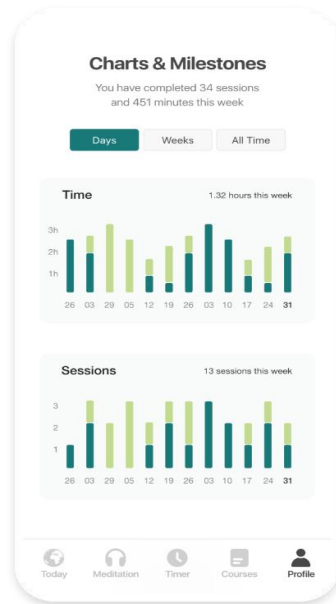 Charts & Milestones
You have completed 34 sessions
and 451 minutes this week
Days Weeks All Time
Time 1.32 hours this week
3h
2h
1h
26 03 29 05 12 19 26 03 10 17 24 31
Sessions 13 sessions this week
3
2
1
26 03 29 05 12 19 26 03 10 17 24 31
Today Meditation Timer Courses Profile